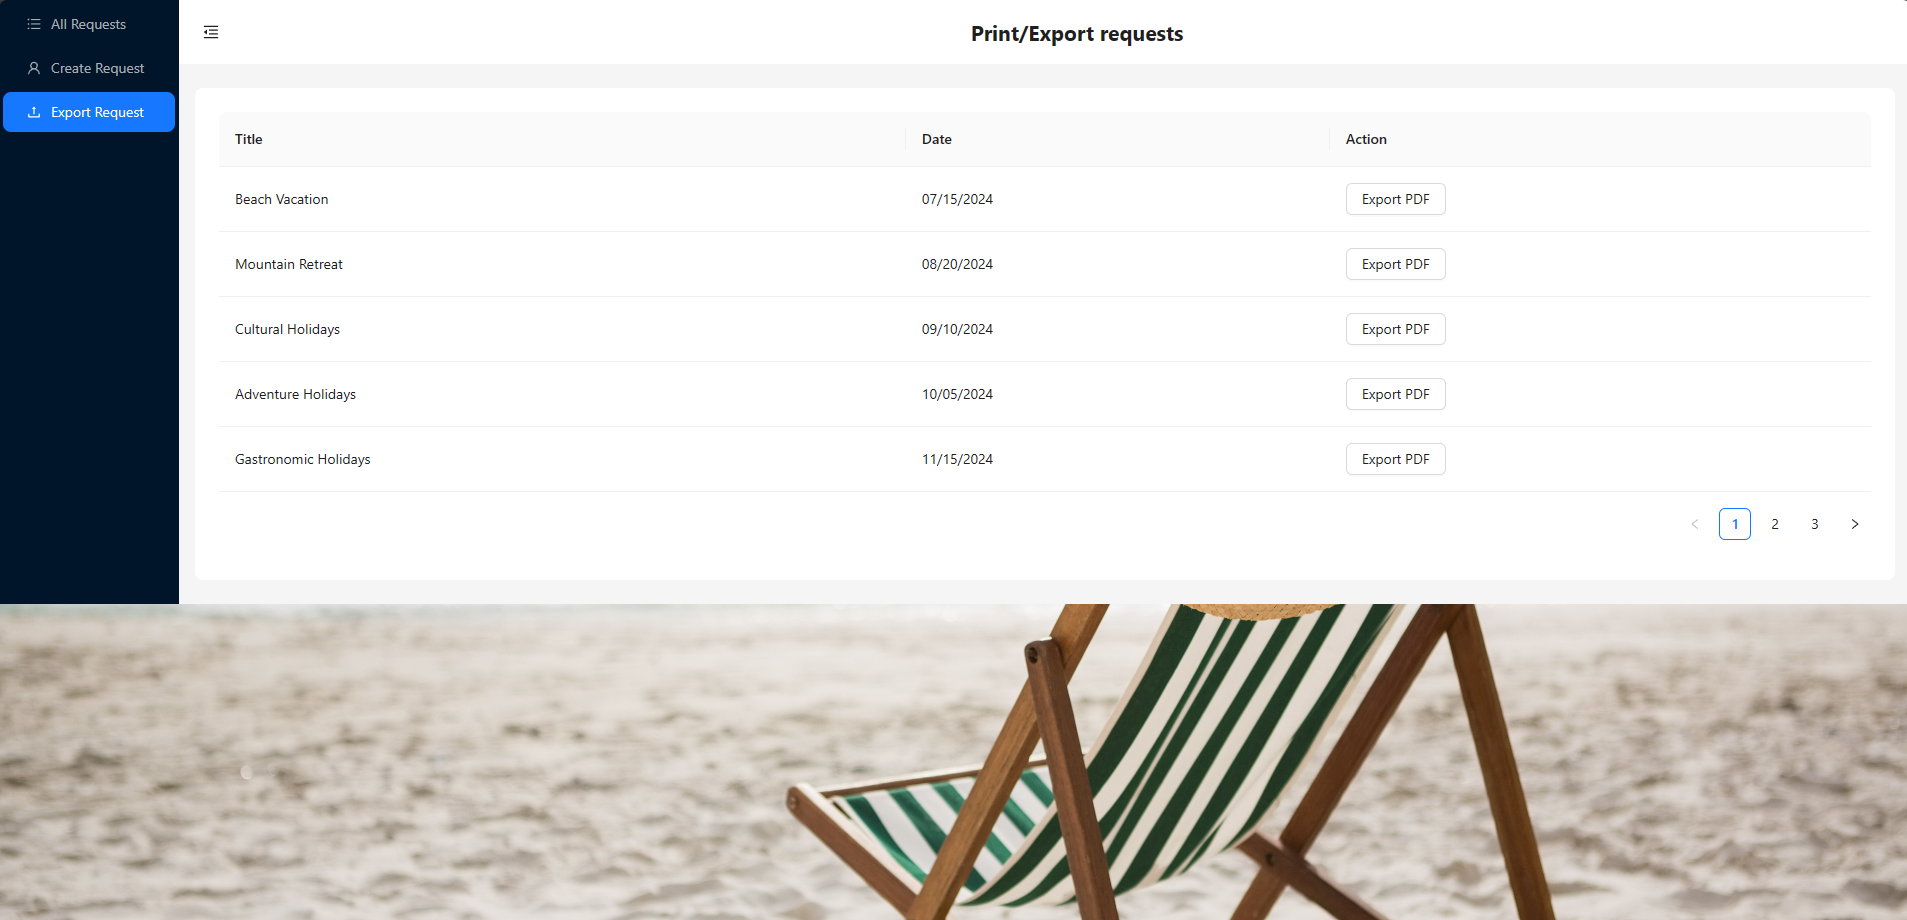 All Requests
Create Request
Export Request
Print/Export requests
Title Date Action
Beach Vacation 07/15/2024 Export PDF
Mountain Retreat 08/20/2024 Export PDF
Cultural Holidays 09/10/2024 Export PDF
Adventure Holidays 10/05/2024 Export PDF
Gastronomic Holidays 11/15/2024 Export PDF
< 1 2 3 >